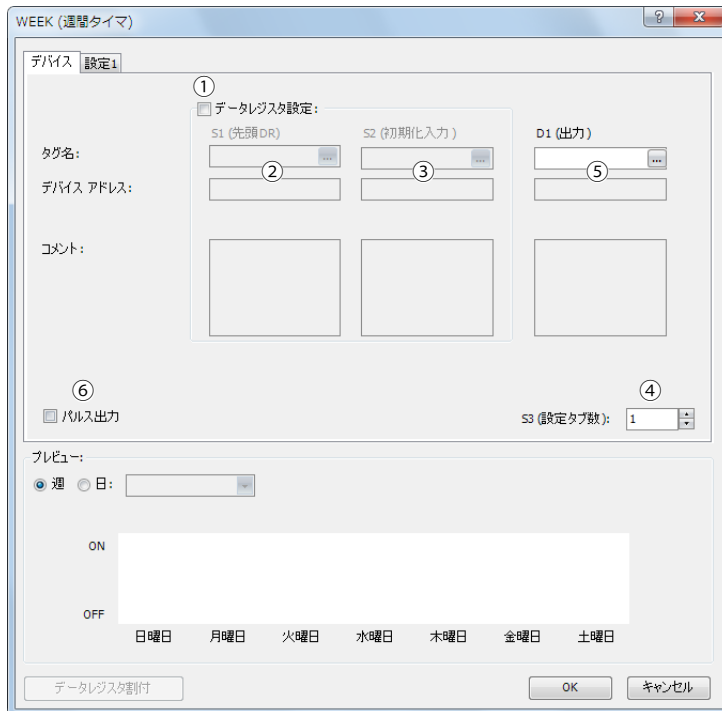 WEEK (週間タイマ)
デバイス 設定1
①
データレジスタ設定:
S1 (先頭DR) S2 (初期化入力) D1 (出力)
タグ名: ... ... ...
② ③ ⑤
デバイス アドレス:
コメント:
⑥ ④
パルス出力 S3 (設定タブ数): 1
プレビュー:
週 日:
ON
OFF
日曜日 月曜日 火曜日 水曜日 木曜日 金曜日 土曜日
データレジスタ割付 OK キャンセル